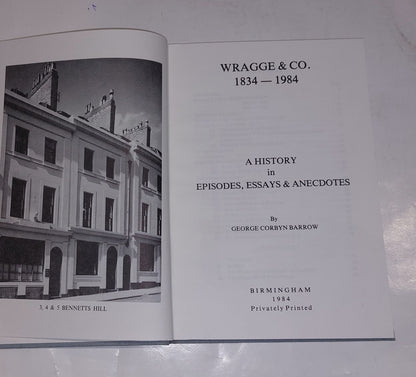 3, 4 & 5 BENNETTS HILL
WRAGGE & CO.
1834 — 1984
A HISTORY
in
EPISODES, ESSAYS & ANECDOTES
By
GEORGE CORBYN BARROW
BIRMINGHAM
1984
Privately Printed